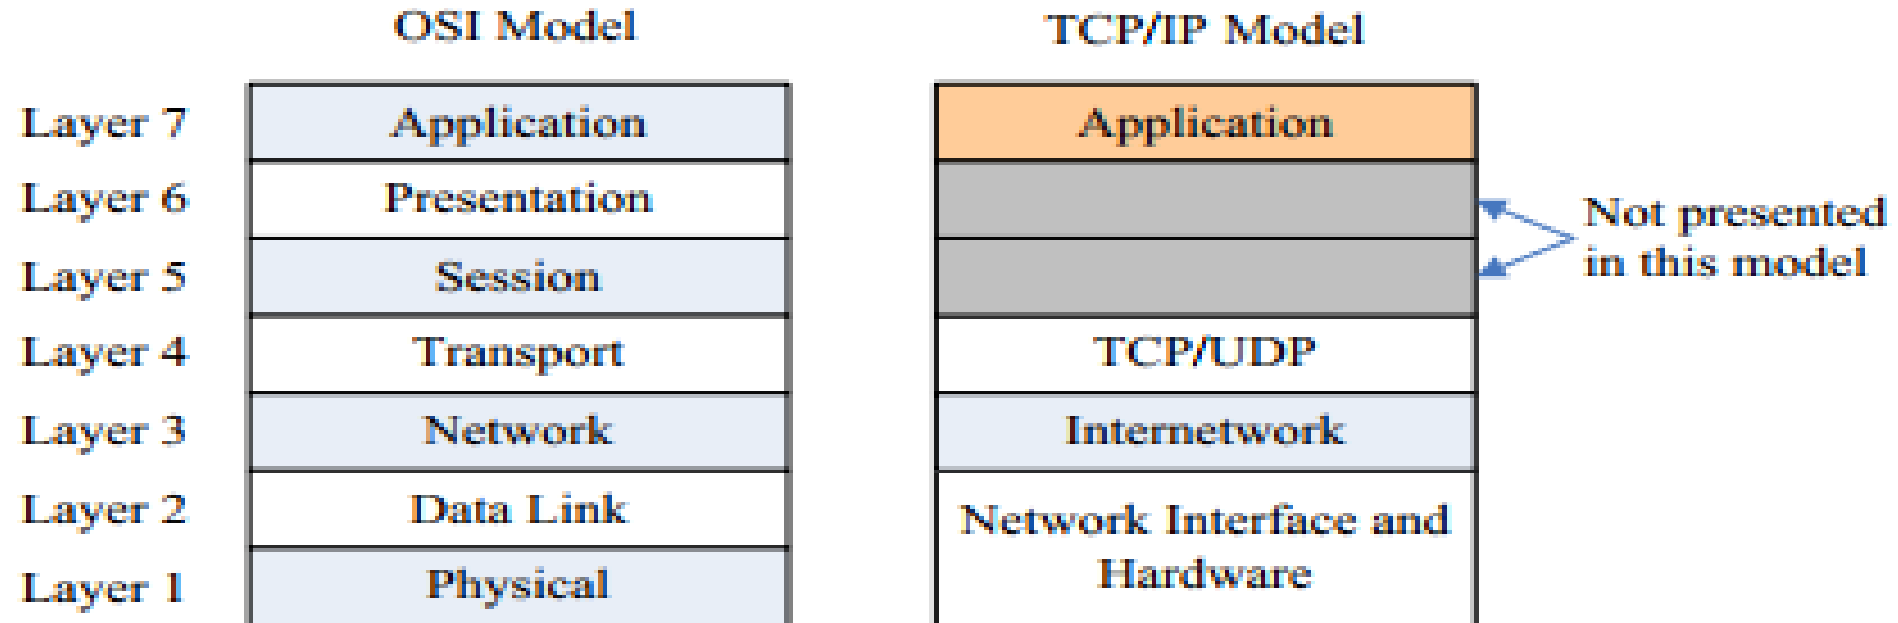 OSI Model TCP/IP Model
Layer 7 Application Application
Layer 6 Presentation
Layer 5 Session
Not presented
in this model
Layer 4 Transport TCP/UDP
Layer 3 Network Internetwork
Layer 2 Data Link Network Interface and
Layer 1 Physical Hardware